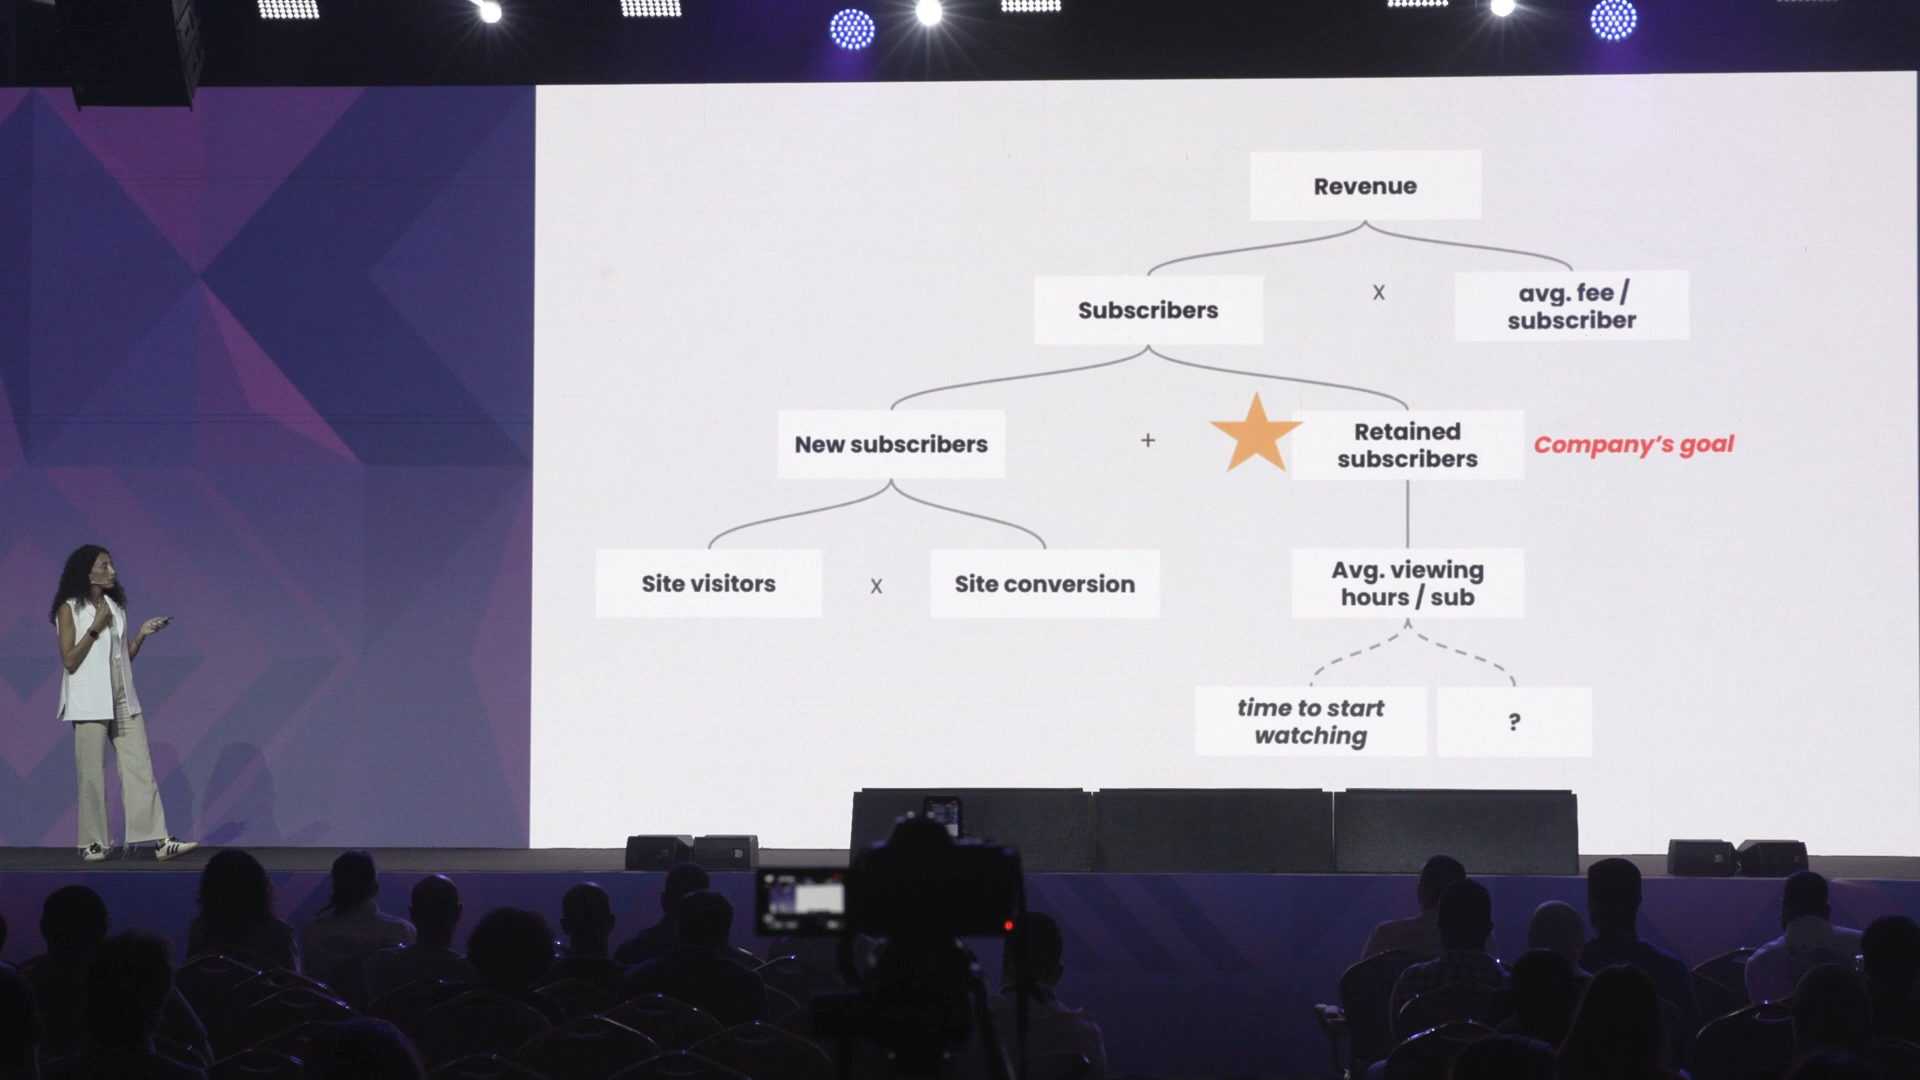 Revenue
Subscribers
x
avg. fee /
subscriber
New subscribers
+
Retained
subscribers
Company's goal
Site visitors
x
Site conversion
Avg. viewing
hours / sub
time to start
watching
?